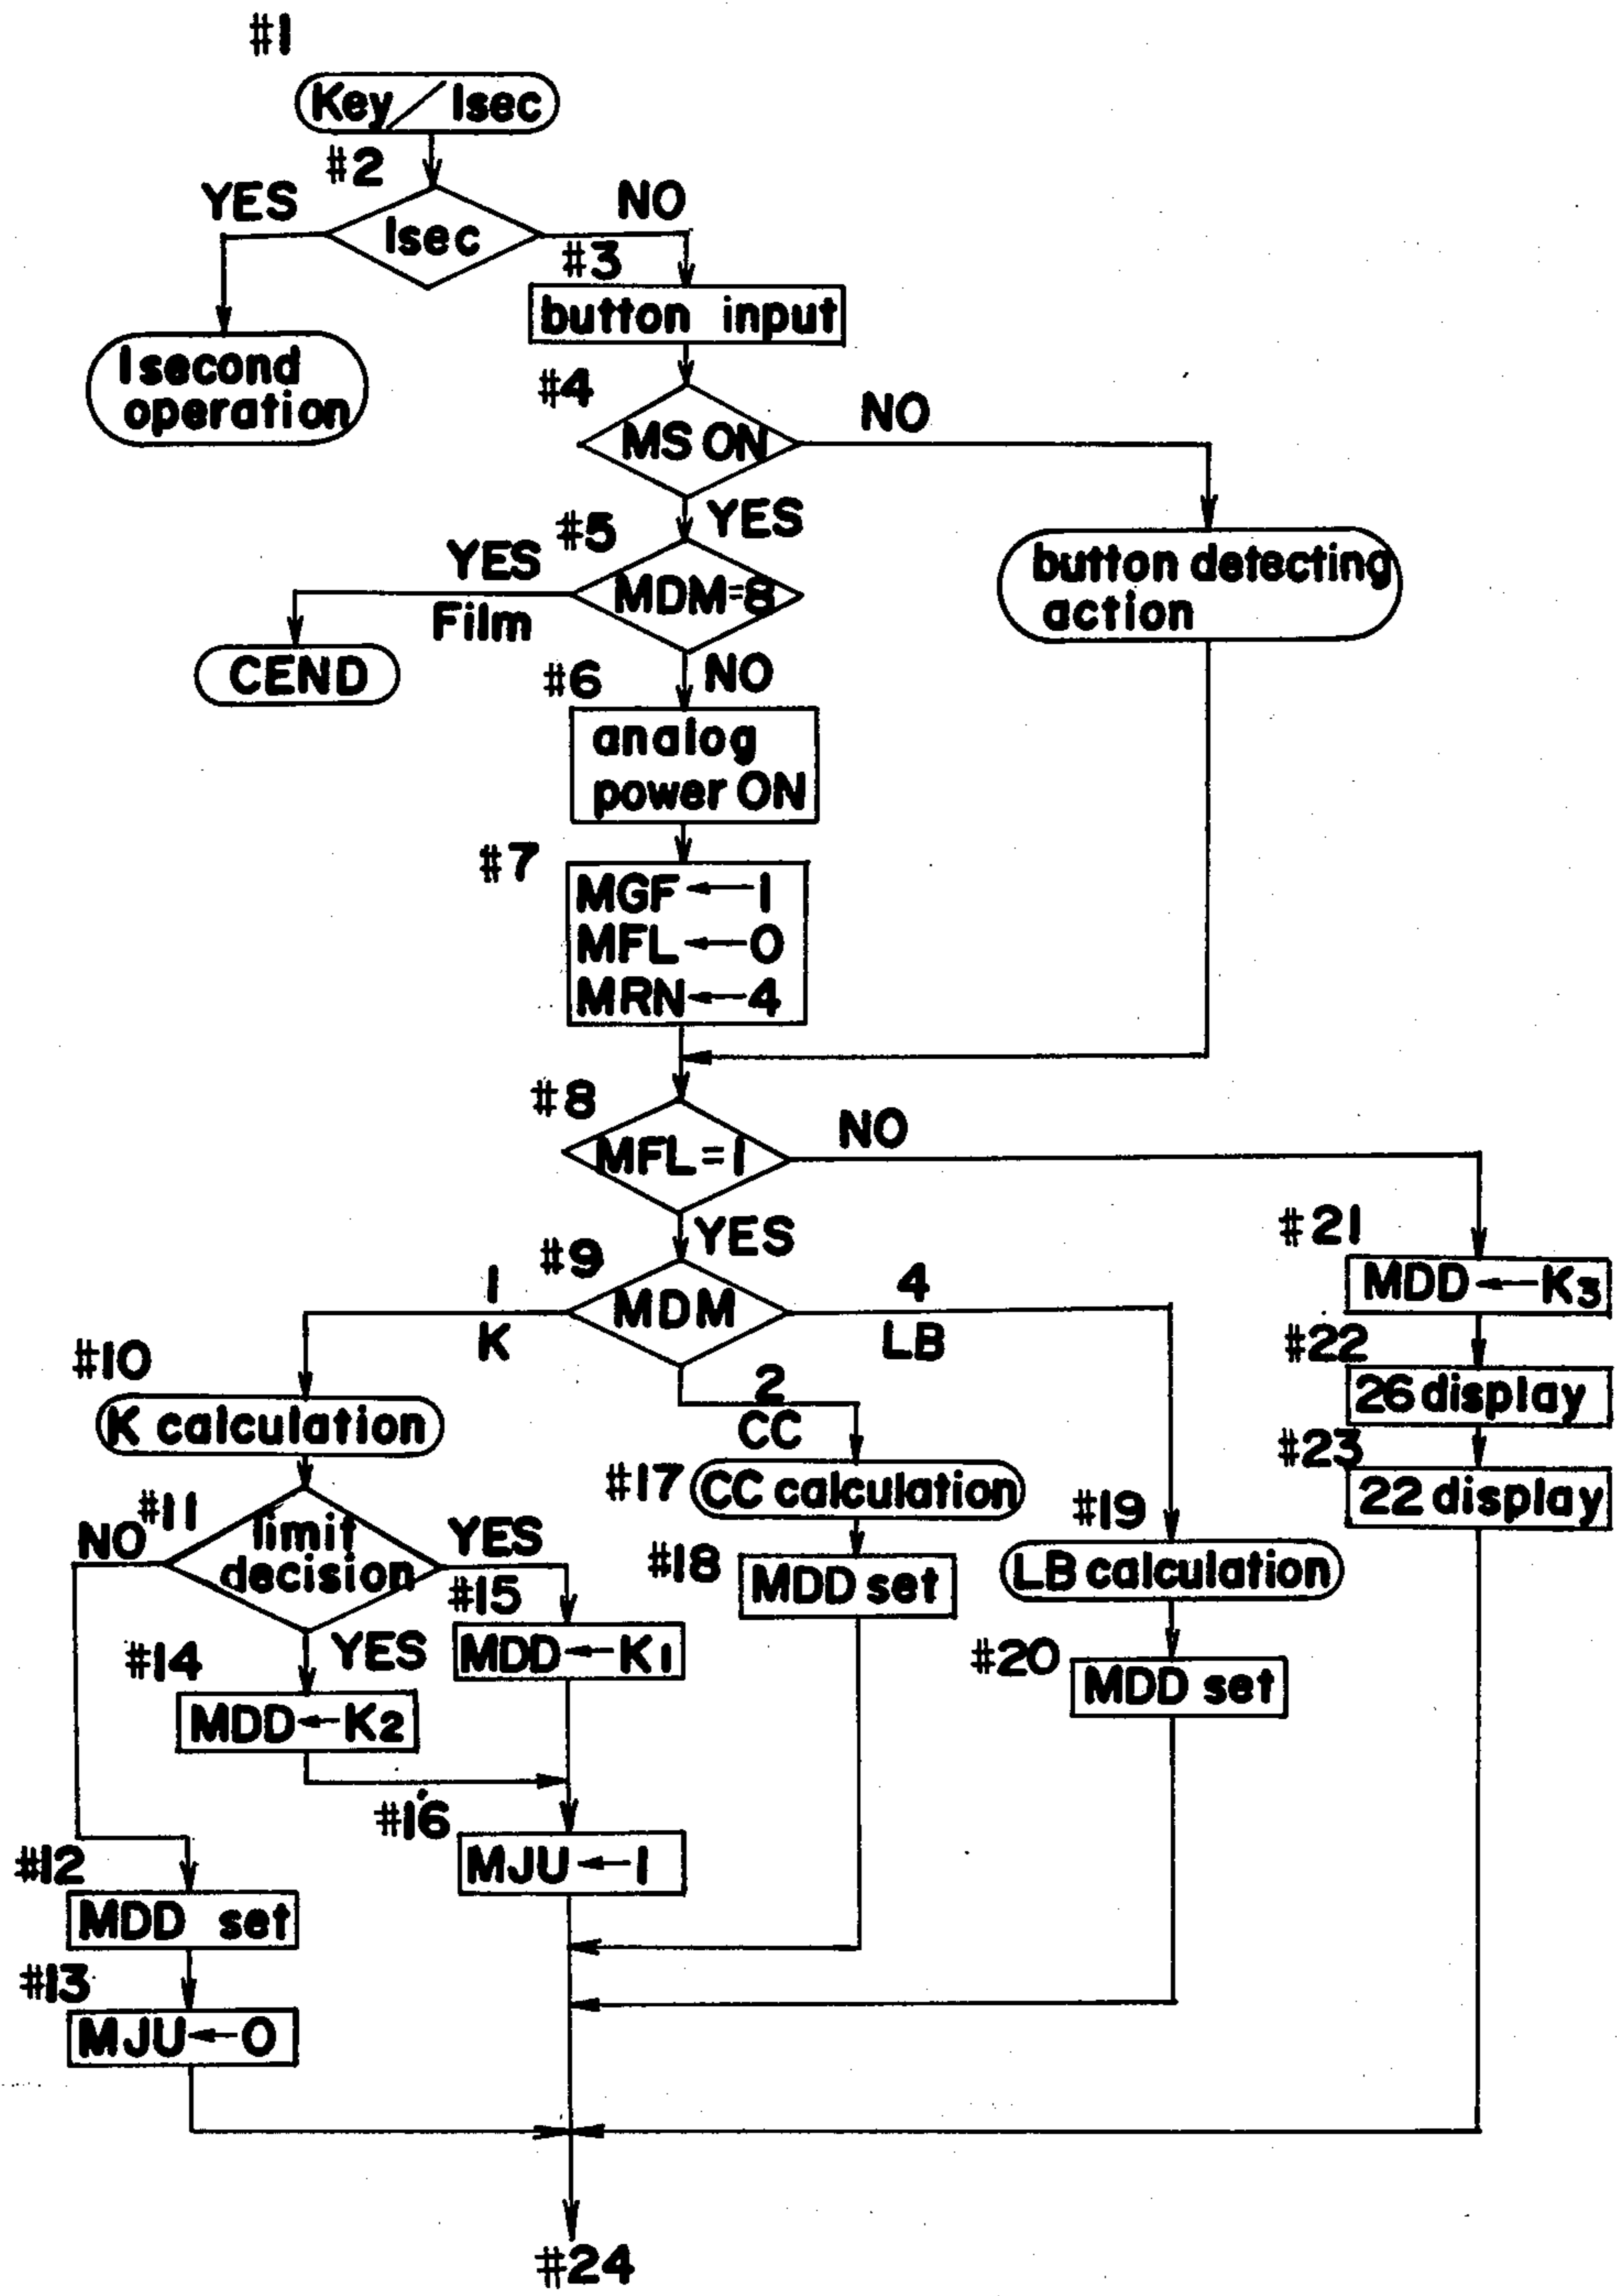 #1
Key/1sec
#2
YES
NO
1sec
#3
button input
1second
operation
#4
MS ON
NO
YES
#5
YES
MDM=8
Film
CEND
button detecting
action
#6
NO
analog
power ON
#7
MGF←1
MFL←0
MRN←4
#8
MFL=1
NO
YES
#9
MDM
1
K
4
LB
2
CC
#21
MDD←K3
#22
26 display
#23
22 display
#10
K calculation
#11
NO
limit
decision
YES
#17
CC calculation
#19
LB calculation
#15
MDD←K1
#18
MDD set
#14
YES
MDD←K2
#20
MDD set
#16
MJU←1
#12
MDD set
#13
MJU←0
#24